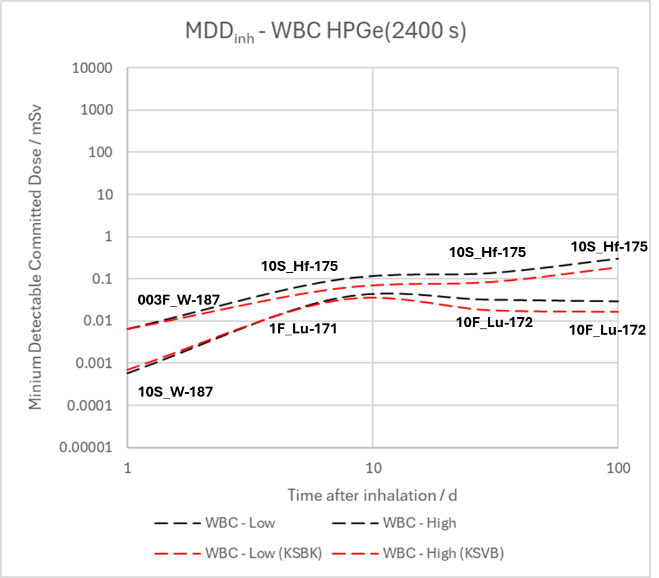 MDDinh - WBC HPGe(2400 s)
Minium Detectable Committed Dose / mSv
10000
1000
100
10
1
0.1
0.01
0.001
0.0001
0.00001
10S_Hf-175
10S_Hf-175
10S_Hf-175
003F_W-187
1F_Lu-171
10F_Lu-172
10F_Lu-172
10S_W-187
1
10
100
Time after inhalation / d
WBC - Low
WBC - High
WBC - Low (KSBK)
WBC - High (KSVB)